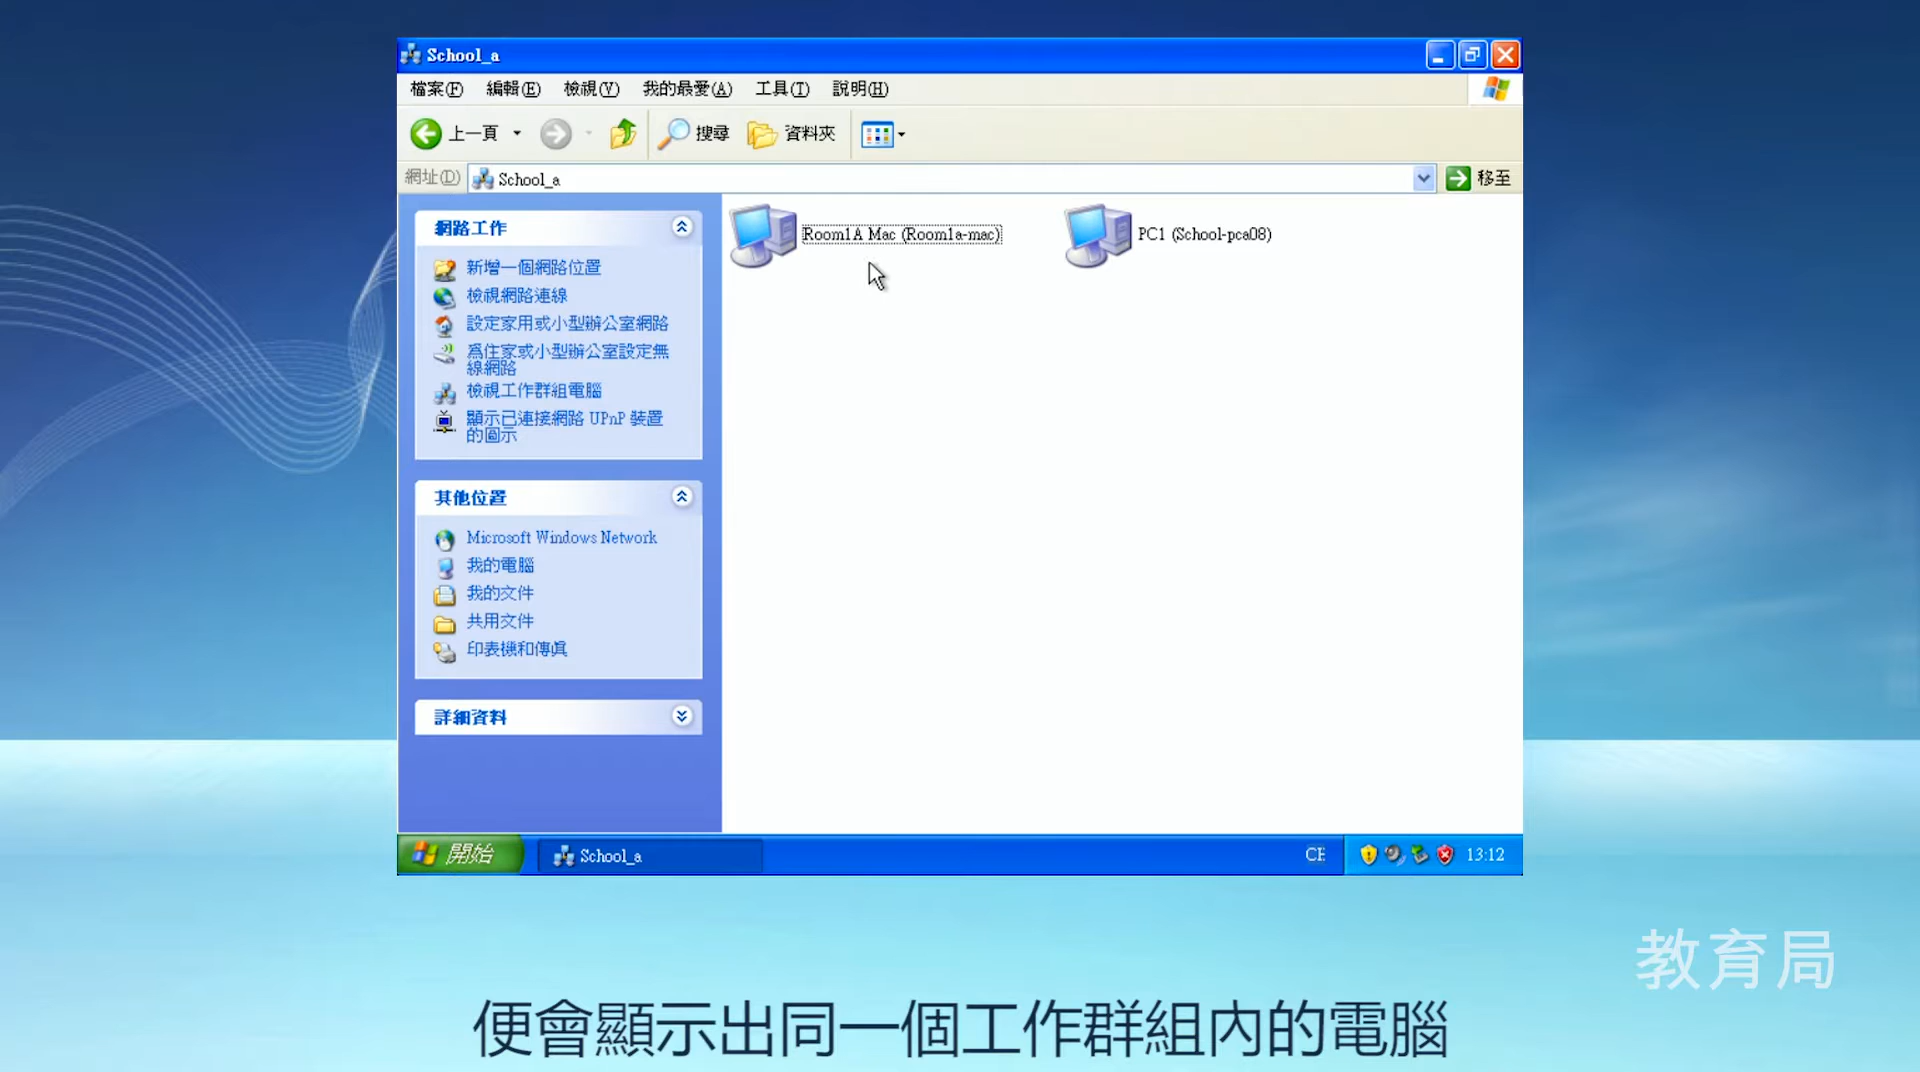 School_a
檔案(F) 編輯(E) 檢視(V) 我的最愛(A) 工具(T) 說明(H)
上一頁 搜尋 資料夾
網址(D) School_a 移至
網路工作
新增一個網路位置
檢視網路連線
設定家用或小型辦公室網路
為住家或小型辦公室設定無
線網路
檢視工作群組電腦
顯示已連接網路 UPnP 裝置
的圖示
其他位置
Microsoft Windows Network
我的電腦
我的文件
共用文件
印表機和傳真
詳細資料
Room1A Mac (Room1a-mac)
PC1 (School-pca08)
開始 School_a CH 13:12
教育局
便會顯示出同一個工作群組內的電腦